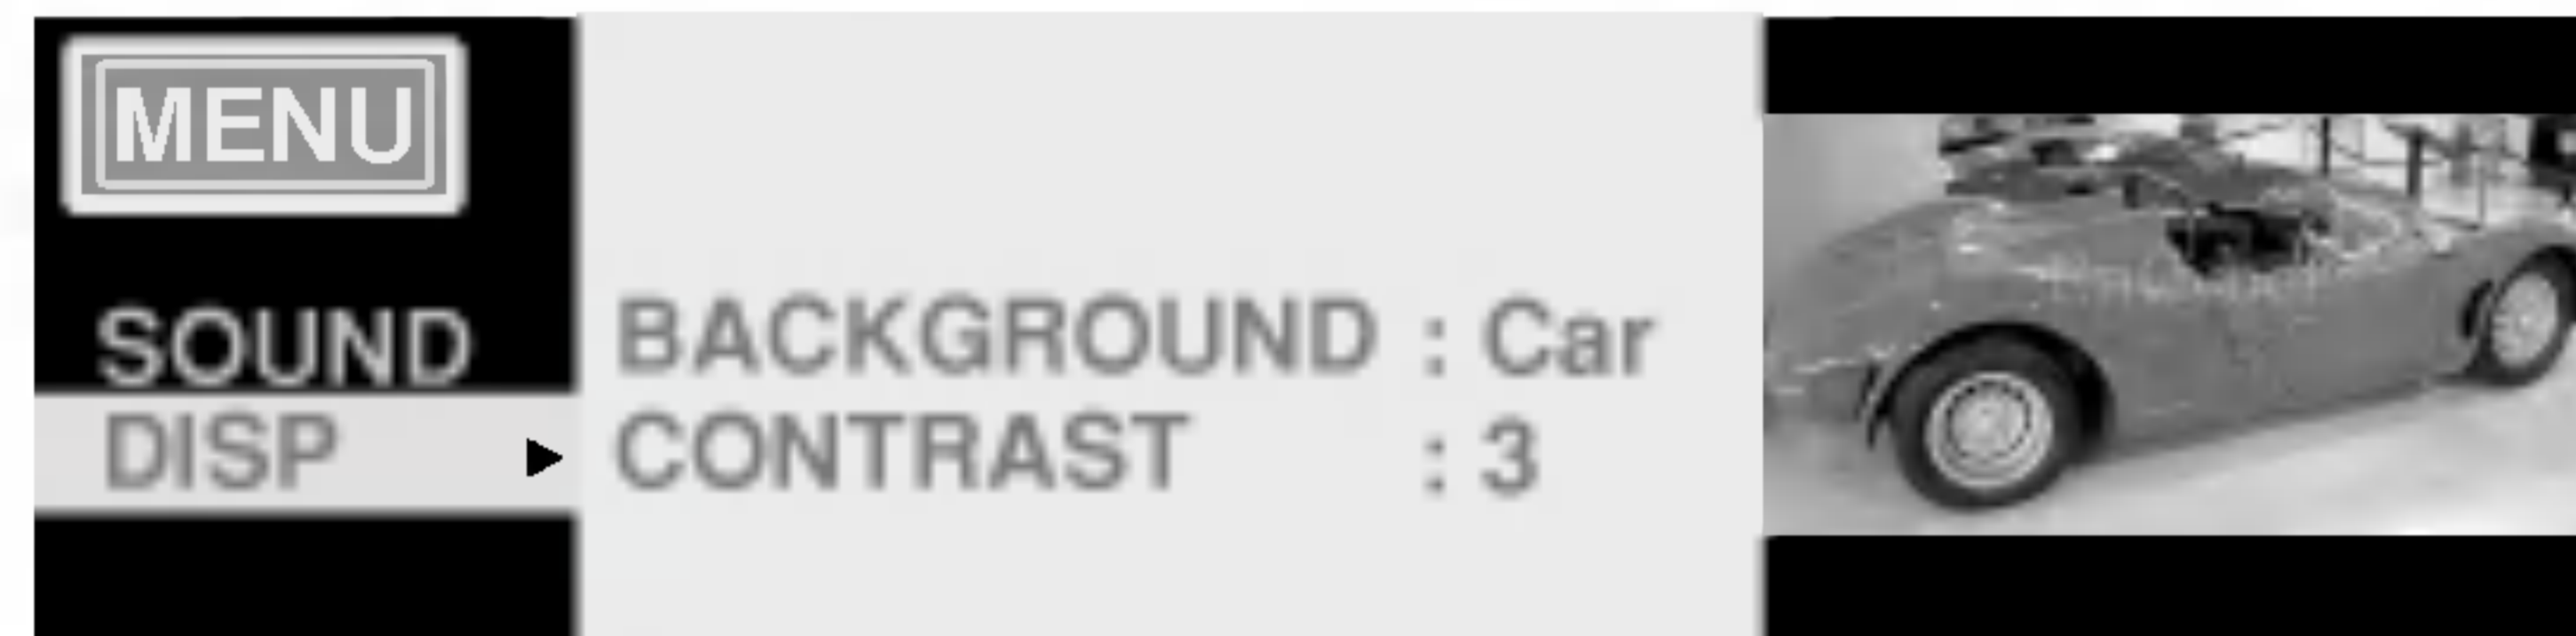 MENU
SOUND
BACKGROUND : Car
DISP ▶ CONTRAST : 3